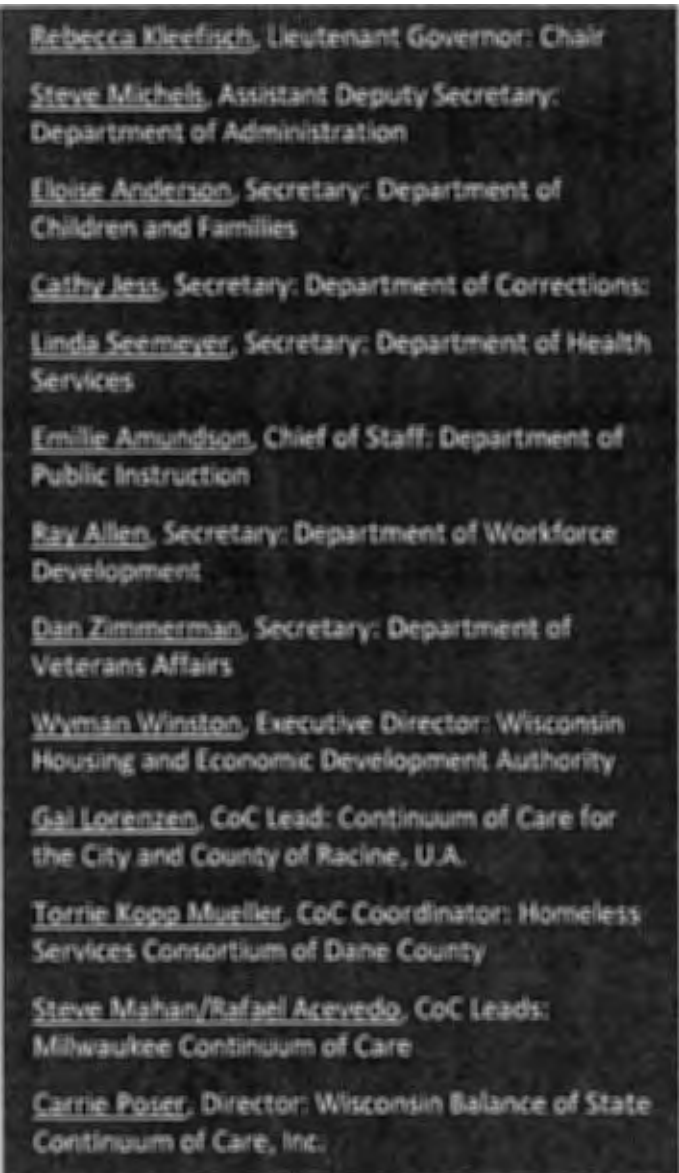 Rebecca Kleefisch, Lieutenant Governor: Chair
Steve Michels, Assistant Deputy Secretary:
Department of Administration
Eloise Anderson, Secretary: Department of
Children and Families
Cathy Jess, Secretary: Department of Corrections:
Linda Seemeyer, Secretary: Department of Health
Services
Emilie Amundson, Chief of Staff: Department of
Public Instruction
Ray Allen, Secretary: Department of Workforce
Development
Dan Zimmerman, Secretary: Department of
Veterans Affairs
Wyman Winston, Executive Director: Wisconsin
Housing and Economic Development Authority
Gai Lorenzen, CoC Lead: Continuum of Care for
the City and County of Racine, U.A.
Torrie Kopp Mueller, CoC Coordinator: Homeless
Services Consortium of Dane County
Steve Mahan/Rafael Acevedo, CoC Leads:
Milwaukee Continuum of Care
Carrie Poser, Director: Wisconsin Balance of State
Continuum of Care, Inc.